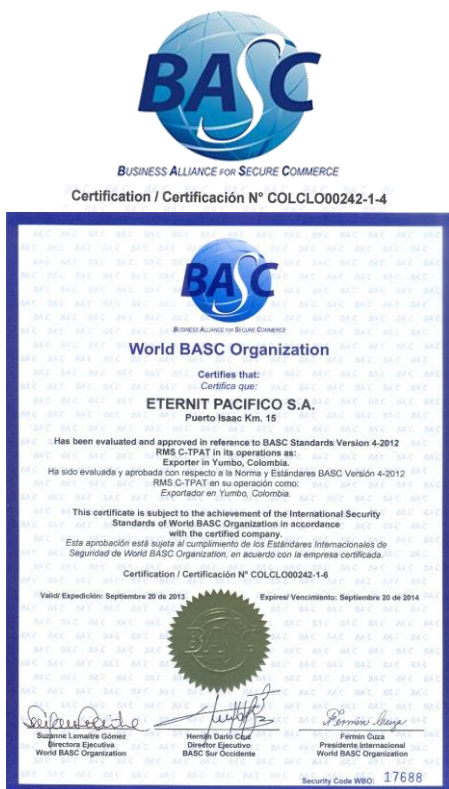 BASC
BUSINESS ALLIANCE FOR SECURE COMMERCE
Certification / Certificación N° COLCLO00242-1-4
BASC
BUSINESS ALLIANCE FOR SECURE COMMERCE
World BASC Organization
Certifies that:
Certifica que:
ETERNIT PACIFICO S.A.
Puerto Isaac Km. 15
Has been evaluated and approved in reference to BASC Standards Version 4-2012
RMS C-TPAT in its operations as:
Exporter in Yumbo, Colombia.
Ha sido evaluada y aprobada con respecto a la Norma y Estándares BASC Versión 4-2012
RMS C-TPAT en su operación como:
Exportador en Yumbo, Colombia.
This certificate is subject to the achievement of the International Security
Standards of World BASC Organization in accordance
with the certified company.
Esta aprobación está sujeta al cumplimiento de los Estándares Internacionales de
Seguridad de World BASC Organization, en acuerdo con la empresa certificada.
Certification / Certificación N° COLCLO00242-1-6
Valid/ Expedición: Septiembre 20 de 2013 Expires/ Vencimiento: Septiembre 20 de 2014
BASC
Suzanne Lemaitre Gómez
Directora Ejecutiva
World BASC Organization
Hernán Darío Cruz
Director Ejecutivo
BASC Sur Occidente
Fermin Cuza
Presidente Internacional
World BASC Organization
Security Code WBO: 17688